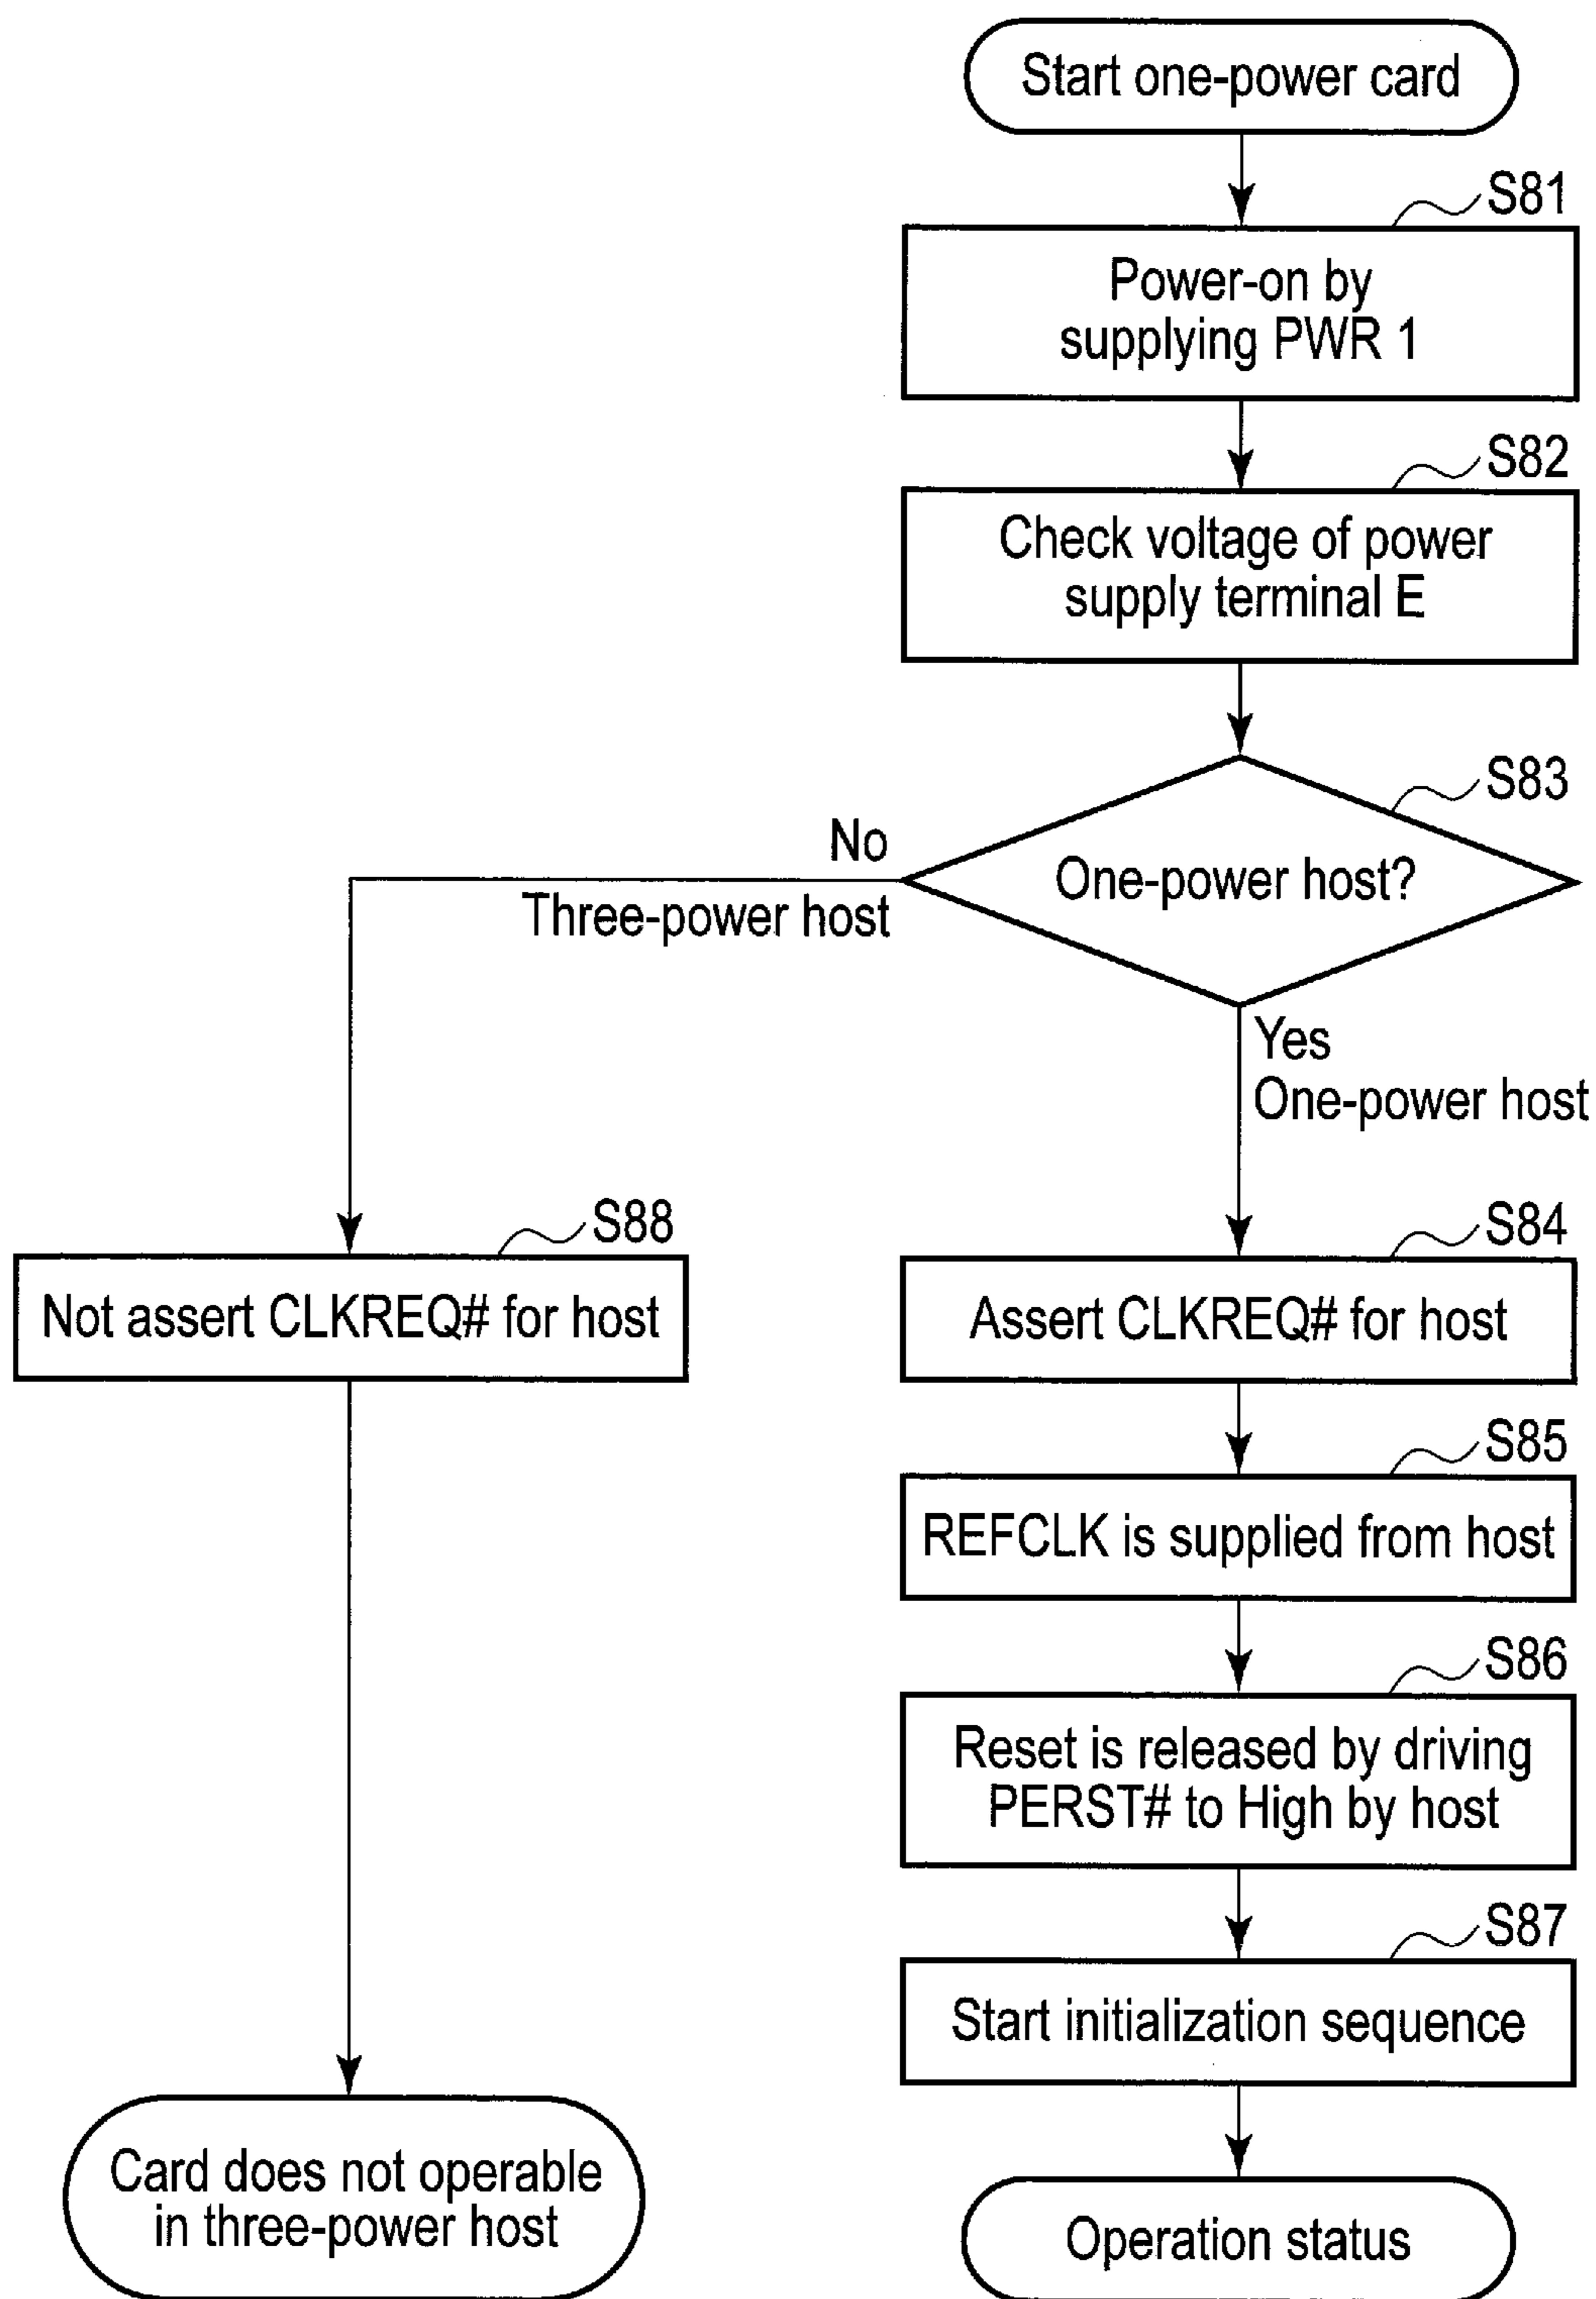 Start one-power card
S81
Power-on by
supplying PWR 1
S82
Check voltage of power
supply terminal E
S83
One-power host?
No
Three-power host
Yes
One-power host
S88
Not assert CLKREQ# for host
S84
Assert CLKREQ# for host
S85
REFCLK is supplied from host
S86
Reset is released by driving
PERST# to High by host
S87
Start initialization sequence
Card does not operable
in three-power host
Operation status